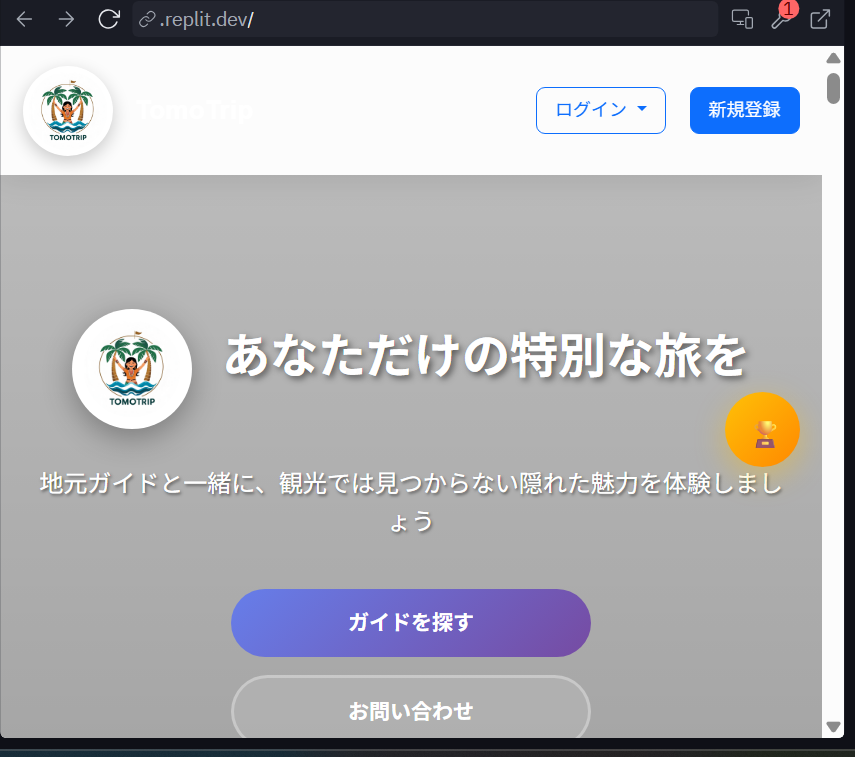 .replit.dev/
1
TOMOTRIP
TomoTrip
ログイン
新規登録
TOMOTRIP
あなただけの特別な旅を
地元ガイドと一緒に、観光では見つからない隠れた魅力を体験しまし
ょう
ガイドを探す
お問い合わせ